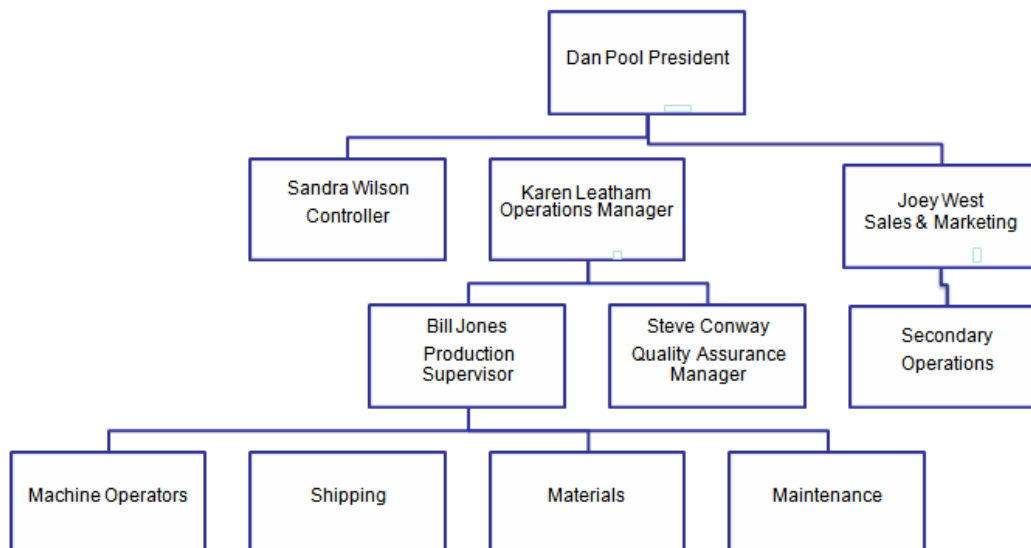 Dan Pool President
Sandra Wilson
Controller
Karen Leatham
Operations Manager
Joey West
Sales & Marketing
Bill Jones
Production
Supervisor
Steve Conway
Quality Assurance
Manager
Secondary
Operations
Machine Operators
Shipping
Materials
Maintenance